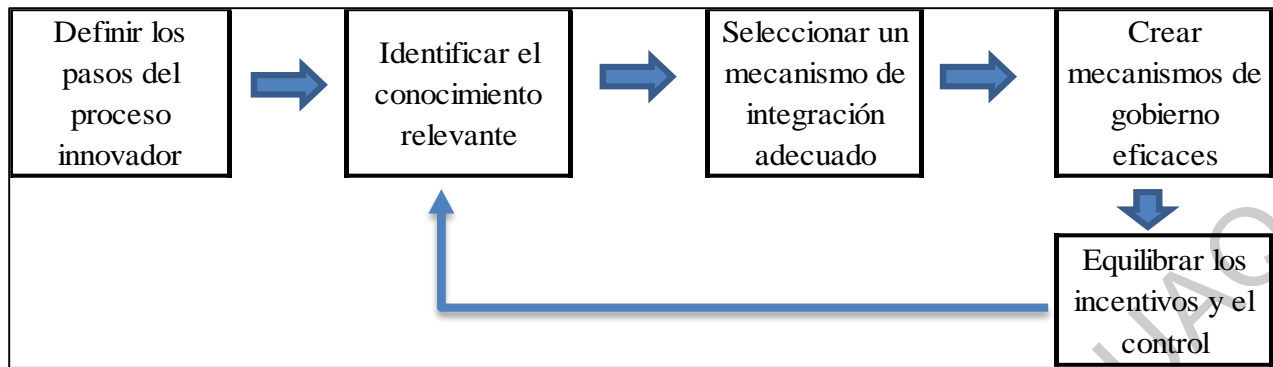 Definir los
pasos del
proceso
innovador
Identificar el
conocimiento
relevante
Seleccionar un
mecanismo de
integración
adecuado
Crear
mecanismos de
gobierno
eficaces
Equilibrar los
incentivos y el
control
UAQ